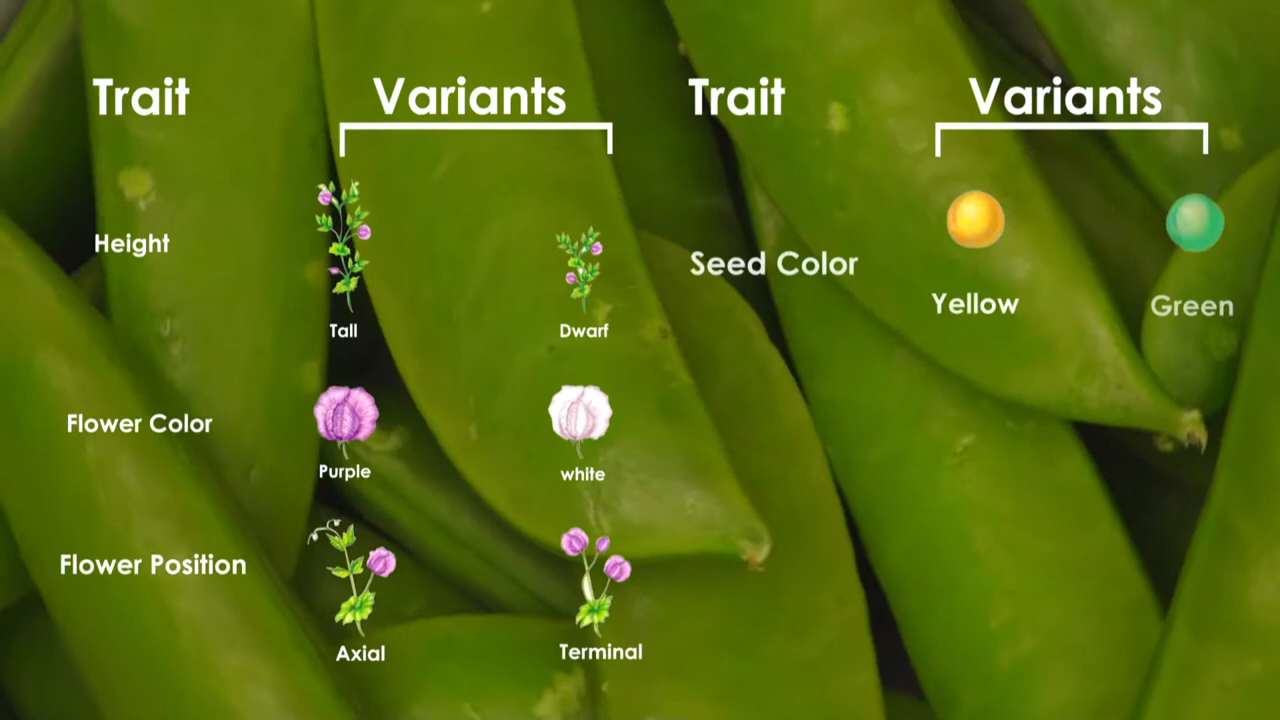 Trait
Variants
Height
Tall
Dwarf
Flower Color
Purple
white
Flower Position
Axial
Terminal
Trait
Variants
Seed Color
Yellow
Green